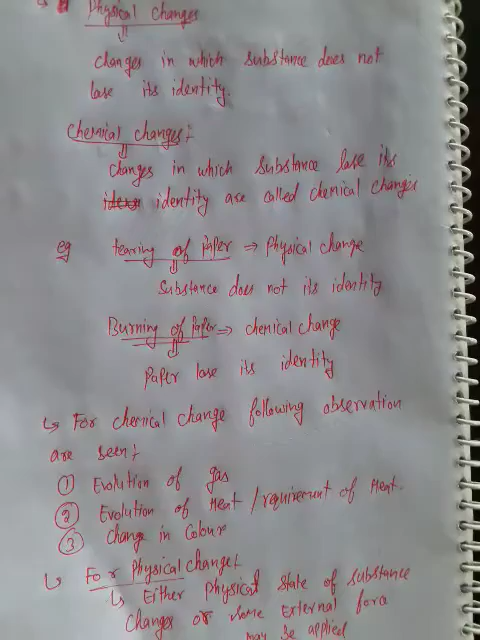 ↳ Physical changes
⇓
changes in which substance does not
lose its identity.
Chemical changes:-
⇓
changes in which substance lose its
identity are called chemical changes
eg tearing of paper ⇒ Physical change
⇓
Substance does not its identity
Burning of paper → chemical change
⇓
Paper lose its identity
↳ For chemical change following observation
are seen:-
① Evolution of gas
② Evolution of Heat / requirement of Heat.
③ Change in Colour
↳ For Physical change:-
↳ Either physical state of substance
changes or some External force
may be applied